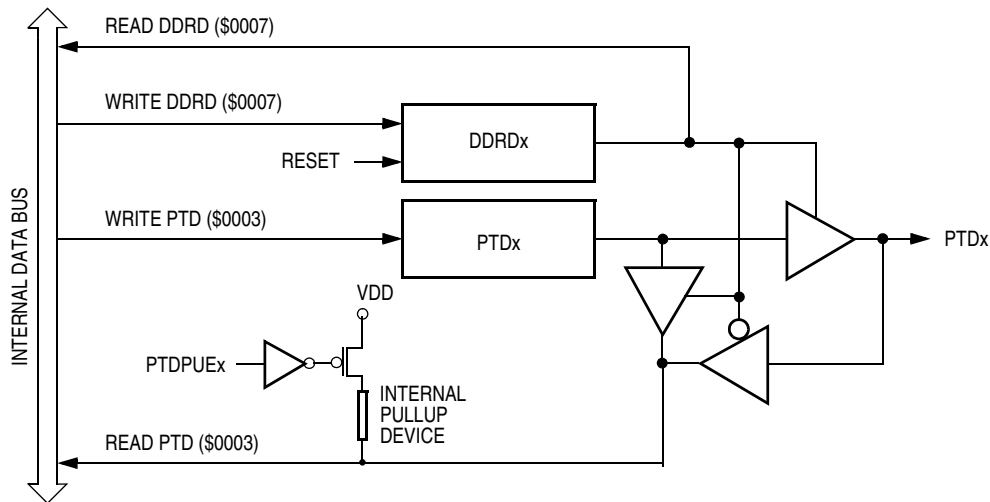 READ DDRD ($0007)
WRITE DDRD ($0007)
DDRDx
RESET
INTERNAL DATA BUS
WRITE PTD ($0003)
PTDx
PTDx
VDD
PTDPUEx
INTERNAL
PULLUP
DEVICE
READ PTD ($0003)